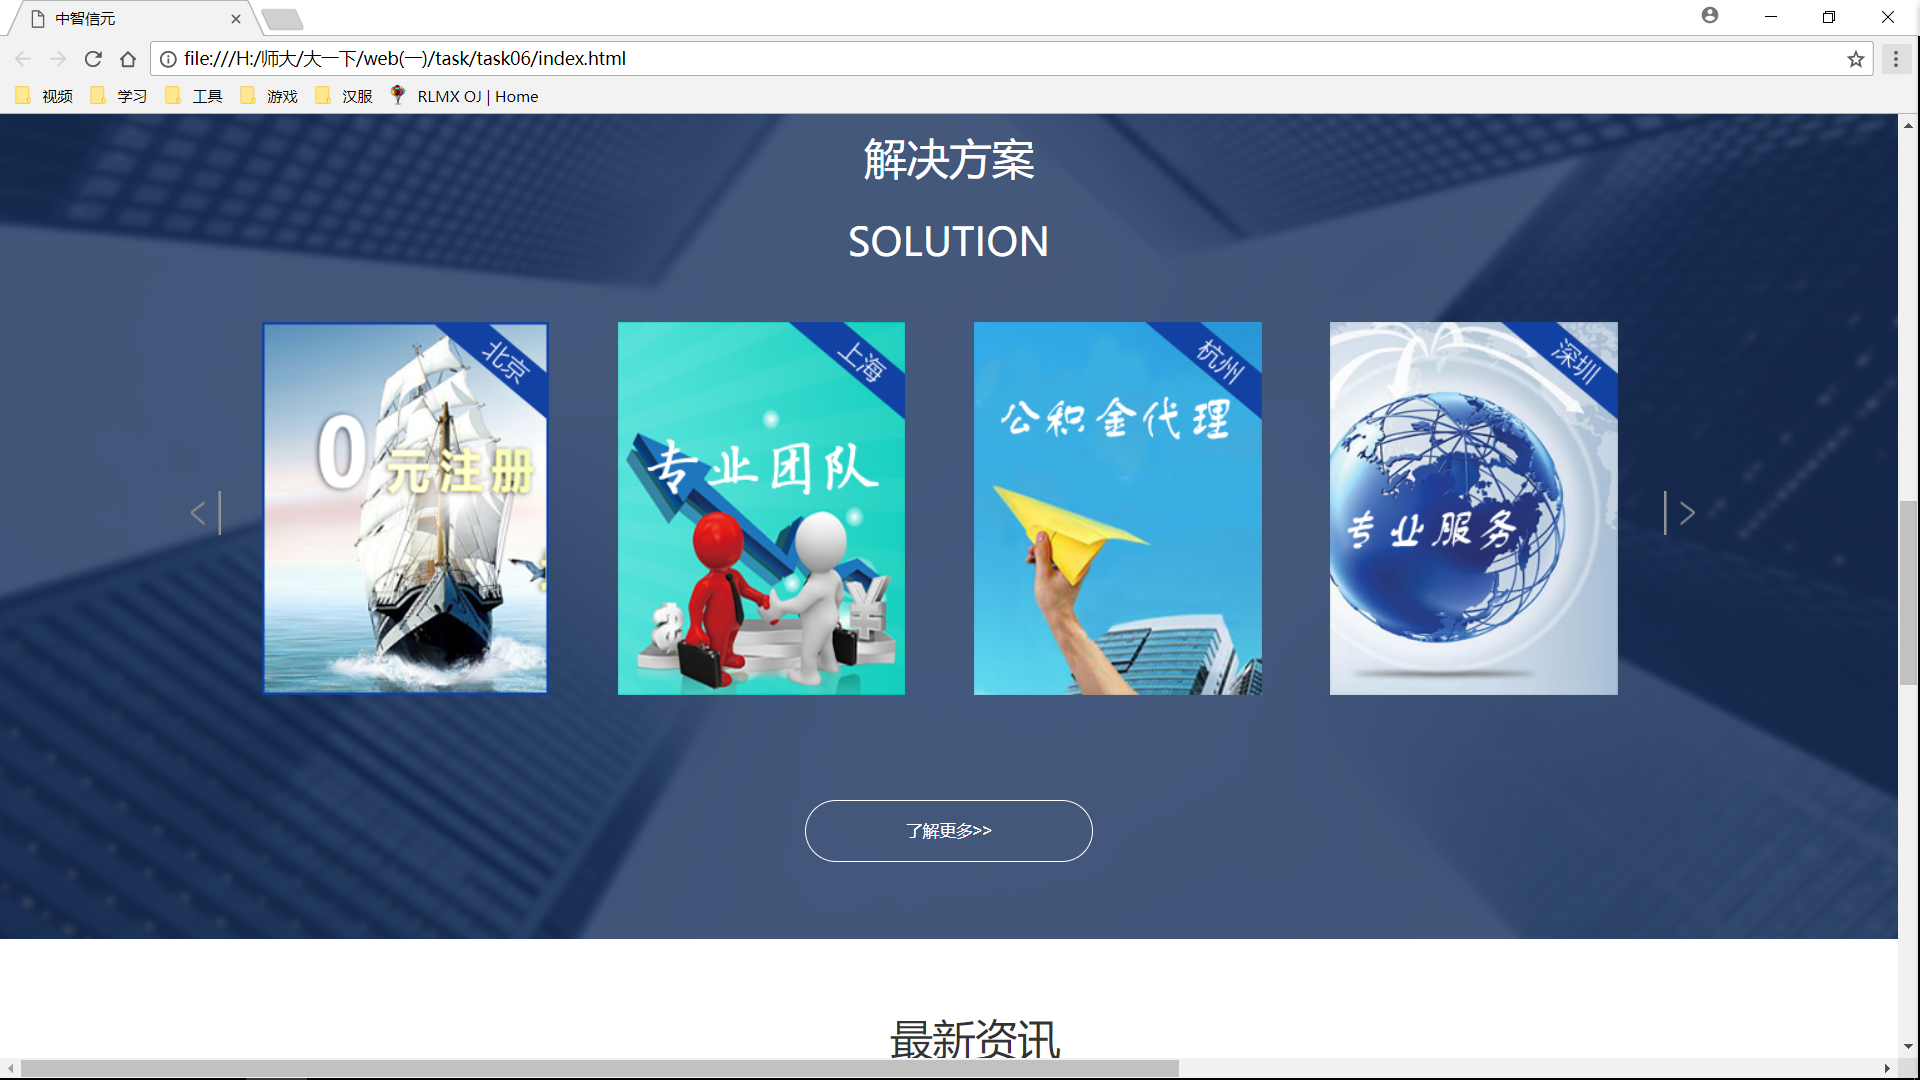 中智信元
file:///H:/师大/大一下/web(一)/task/task06/index.html
视频 学习 工具 游戏 汉服 RLMX OJ | Home
解决方案
SOLUTION
北京
0元注册
上海
专业团队
杭州
公积金代理
深圳
专业服务
了解更多>>
最新资讯